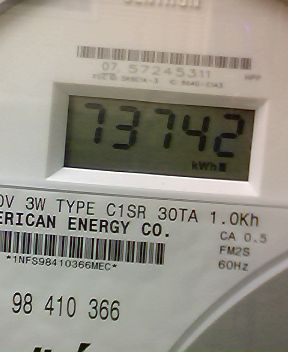 07 57245311
73742
kWh
0V 3W TYPE C1SR 30TA 1.0Kh
ERICAN ENERGY CO.
CA 0.5
FM2S
*1NFS98410366MEC*
60Hz
98 410 366